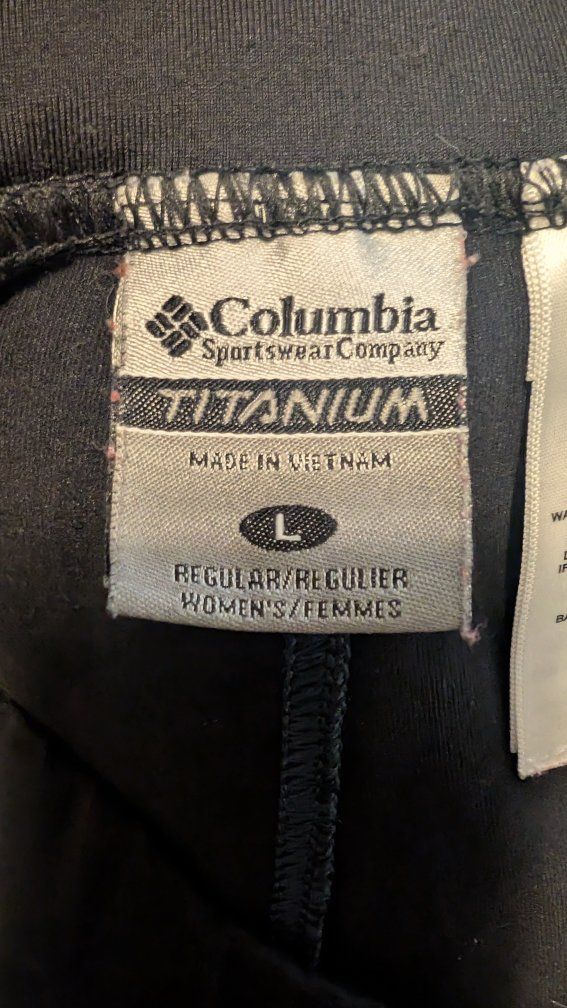 Columbia
Sportswear Company
TITANIUM
MADE IN VIETNAM
L
REGULAR/REGULIER
WOMEN'S/FEMMES